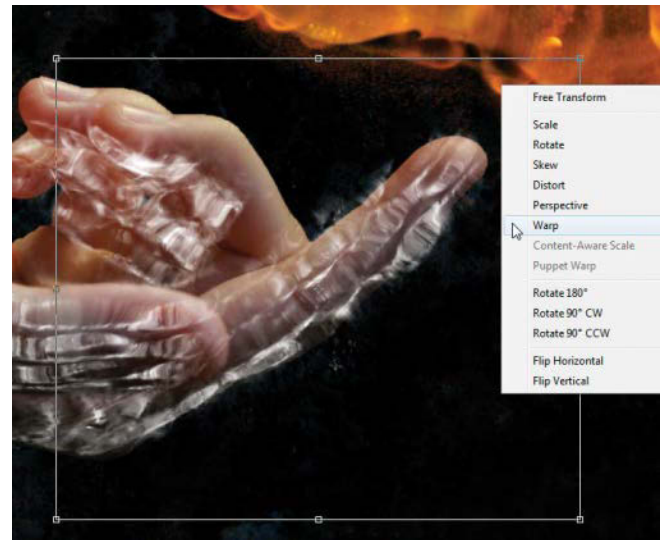 Free Transform
Scale
Rotate
Skew
Distort
Perspective
Warp
Content-Aware Scale
Puppet Warp
Rotate 180°
Rotate 90° CW
Rotate 90° CCW
Flip Horizontal
Flip Vertical